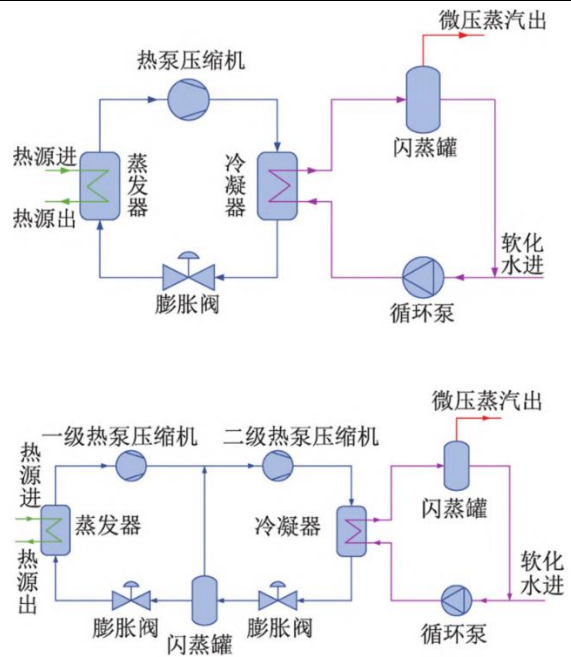 微压蒸汽出
热泵压缩机
闪蒸罐
热源进
蒸发器
冷凝器
热源出
软化
水进
膨胀阀
循环泵
微压蒸汽出
一级热泵压缩机
二级热泵压缩机
热源进
闪蒸罐
蒸发器
冷凝器
热源出
软化
水进
膨胀阀
闪蒸罐
膨胀阀
循环泵